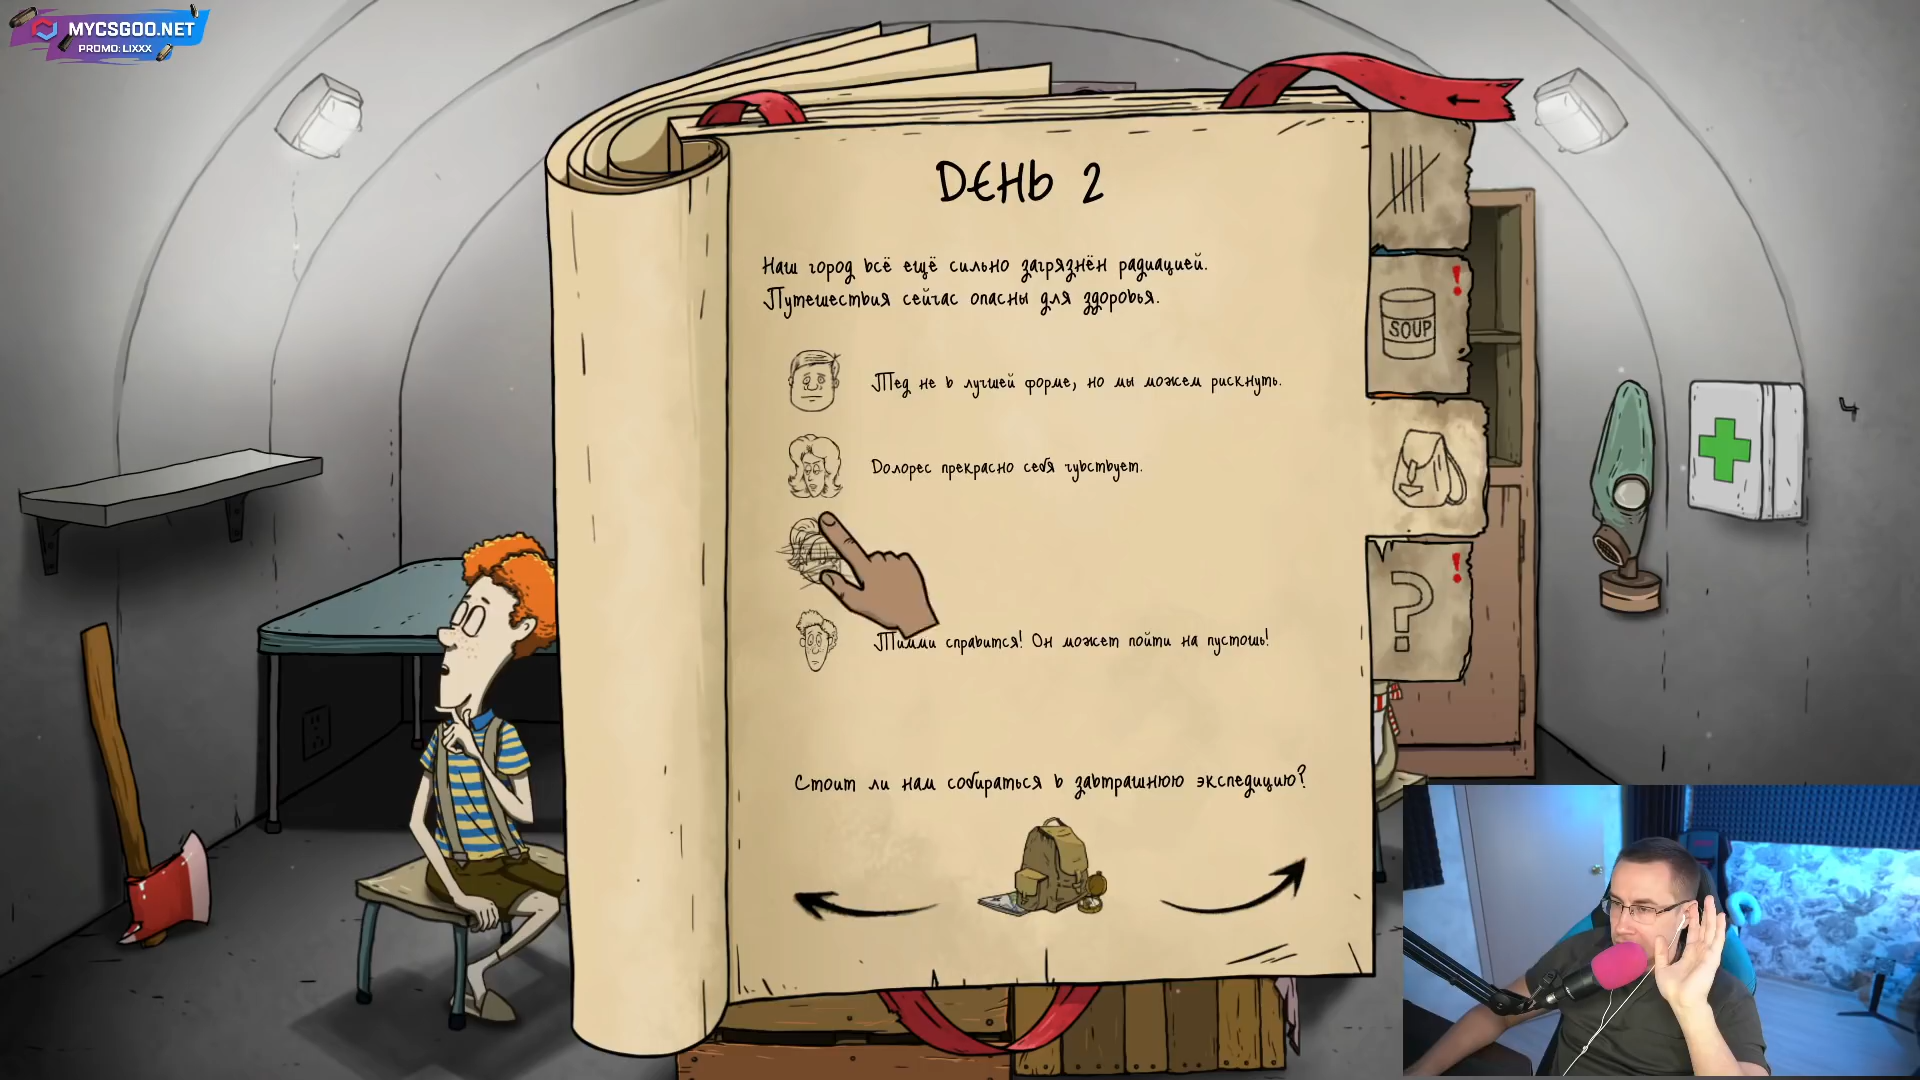 MYCSGOO.NET
PROMO: LIXXX
ДЕНЬ 2
Наш город всё ещё сильно загрязнён радиацией.
Путешествия сейчас опасны для здоровья.
Тед не в лучшей форме, но мы можем рискнуть.
Долорес прекрасно себя чувствует.
Тимми справится! Он может пойти на пустошь!
Стоит ли нам собираться в завтрашнюю экспедицию?
!
SOUP
!
?